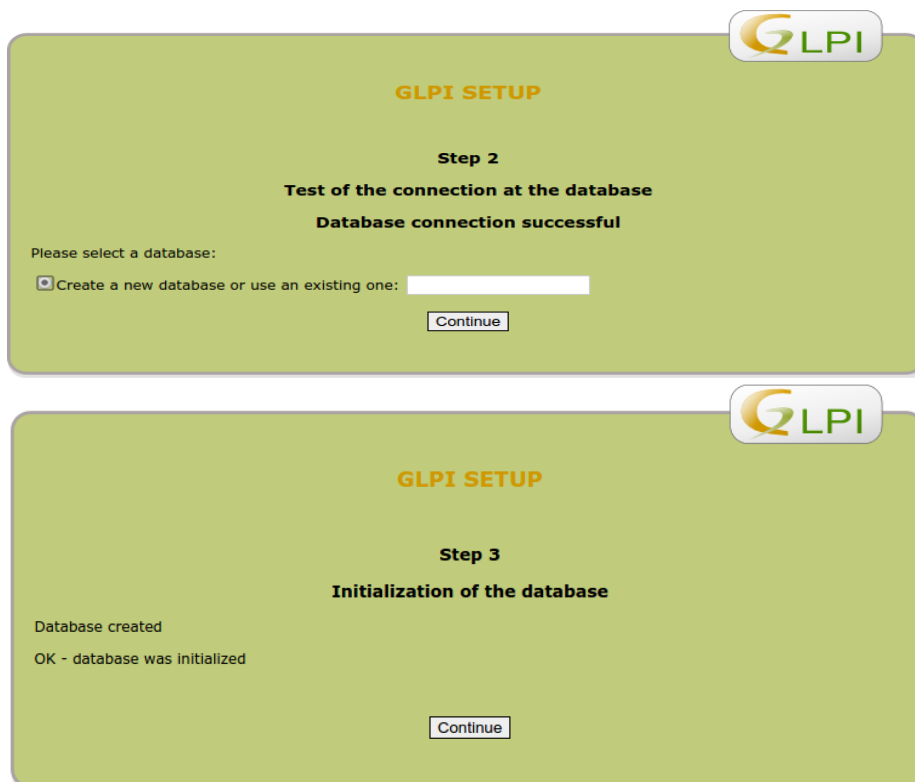 GLPI
GLPI SETUP
Step 2
Test of the connection at the database
Database connection successful
Please select a database:
Create a new database or use an existing one:
Continue
GLPI
GLPI SETUP
Step 3
Initialization of the database
Database created
OK - database was initialized
Continue